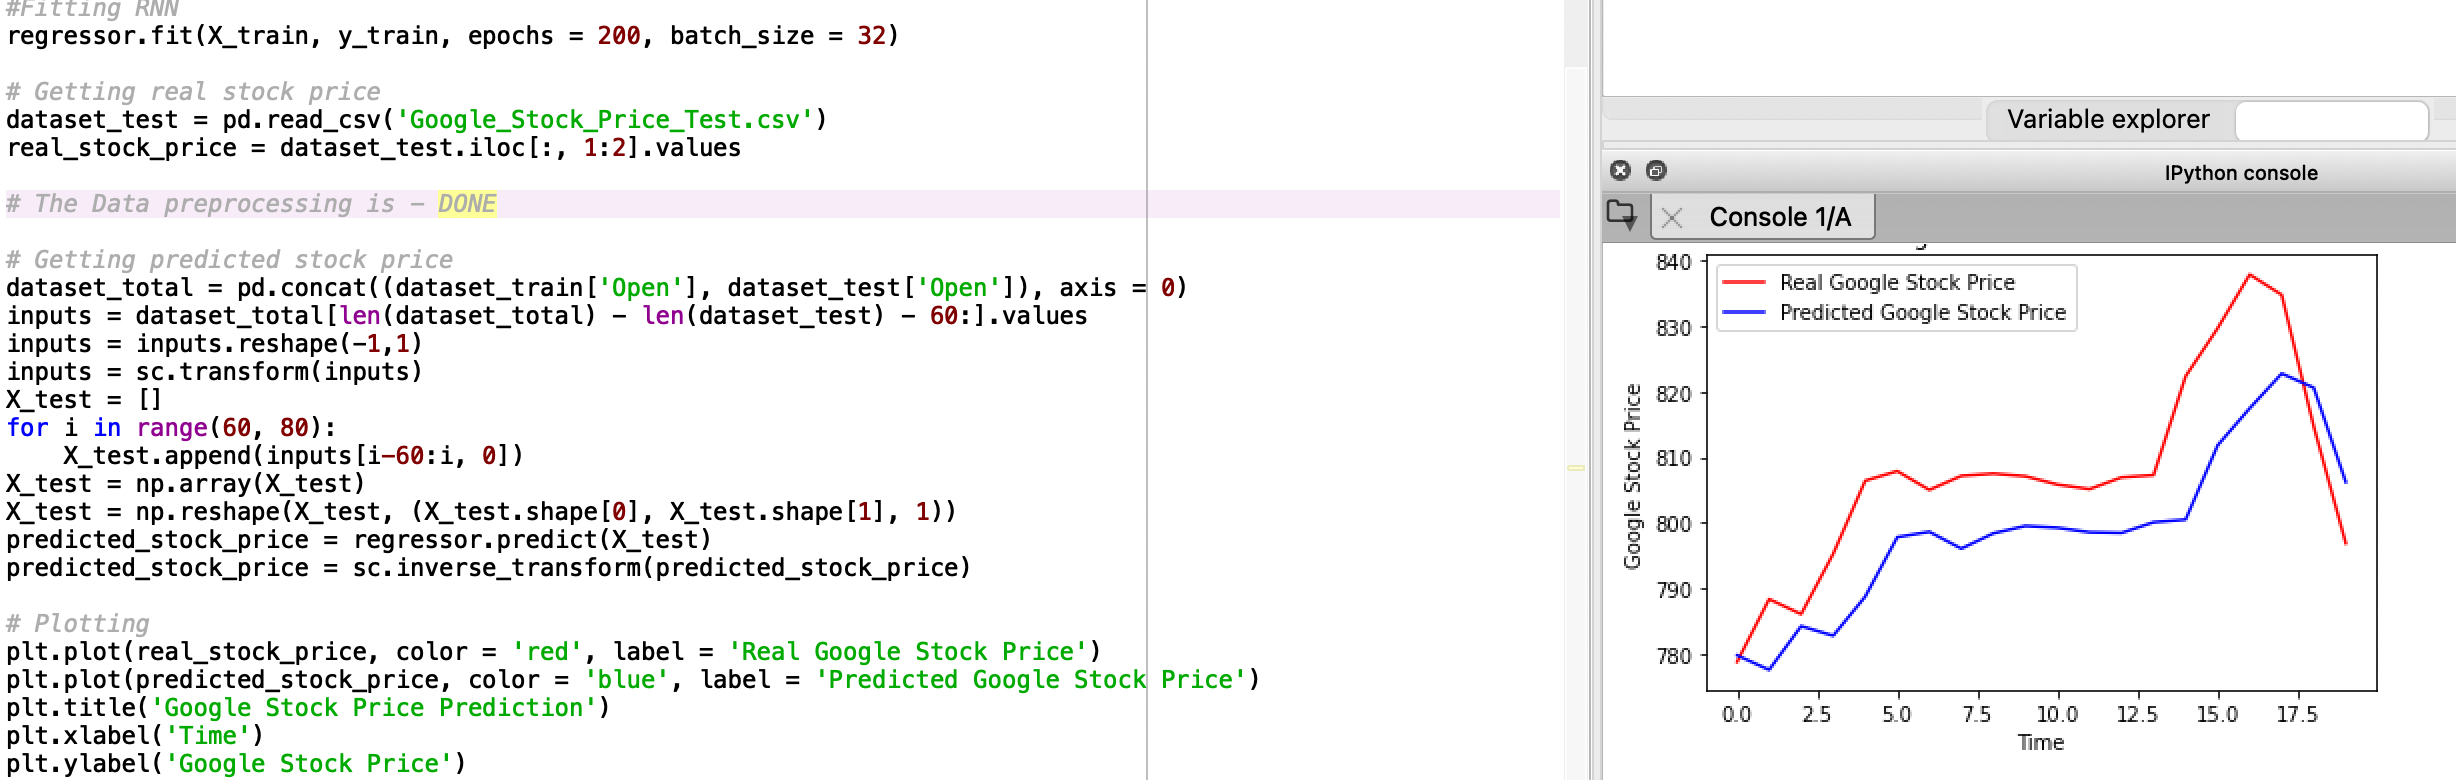 #Fitting RNN
regressor.fit(X_train, y_train, epochs = 200, batch_size = 32)
# Getting real stock price
dataset_test = pd.read_csv('Google_Stock_Price_Test.csv')
real_stock_price = dataset_test.iloc[:, 1:2].values
# The Data preprocessing is – DONE
# Getting predicted stock price
dataset_total = pd.concat((dataset_train['Open'], dataset_test['Open']), axis = 0)
inputs = dataset_total[len(dataset_total) - len(dataset_test) - 60:].values
inputs = inputs.reshape(-1,1)
inputs = sc.transform(inputs)
X_test = []
for i in range(60, 80):
    X_test.append(inputs[i-60:i, 0])
X_test = np.array(X_test)
X_test = np.reshape(X_test, (X_test.shape[0], X_test.shape[1], 1))
predicted_stock_price = regressor.predict(X_test)
predicted_stock_price = sc.inverse_transform(predicted_stock_price)
# Plotting
plt.plot(real_stock_price, color = 'red', label = 'Real Google Stock Price')
plt.plot(predicted_stock_price, color = 'blue', label = 'Predicted Google Stock Price')
plt.title('Google Stock Price Prediction')
plt.xlabel('Time')
plt.ylabel('Google Stock Price')
Variable explorer
IPython console
Console 1/A
840
830
820
810
800
790
780
Google Stock Price
Real Google Stock Price
Predicted Google Stock Price
0.0 2.5 5.0 7.5 10.0 12.5 15.0 17.5
Time